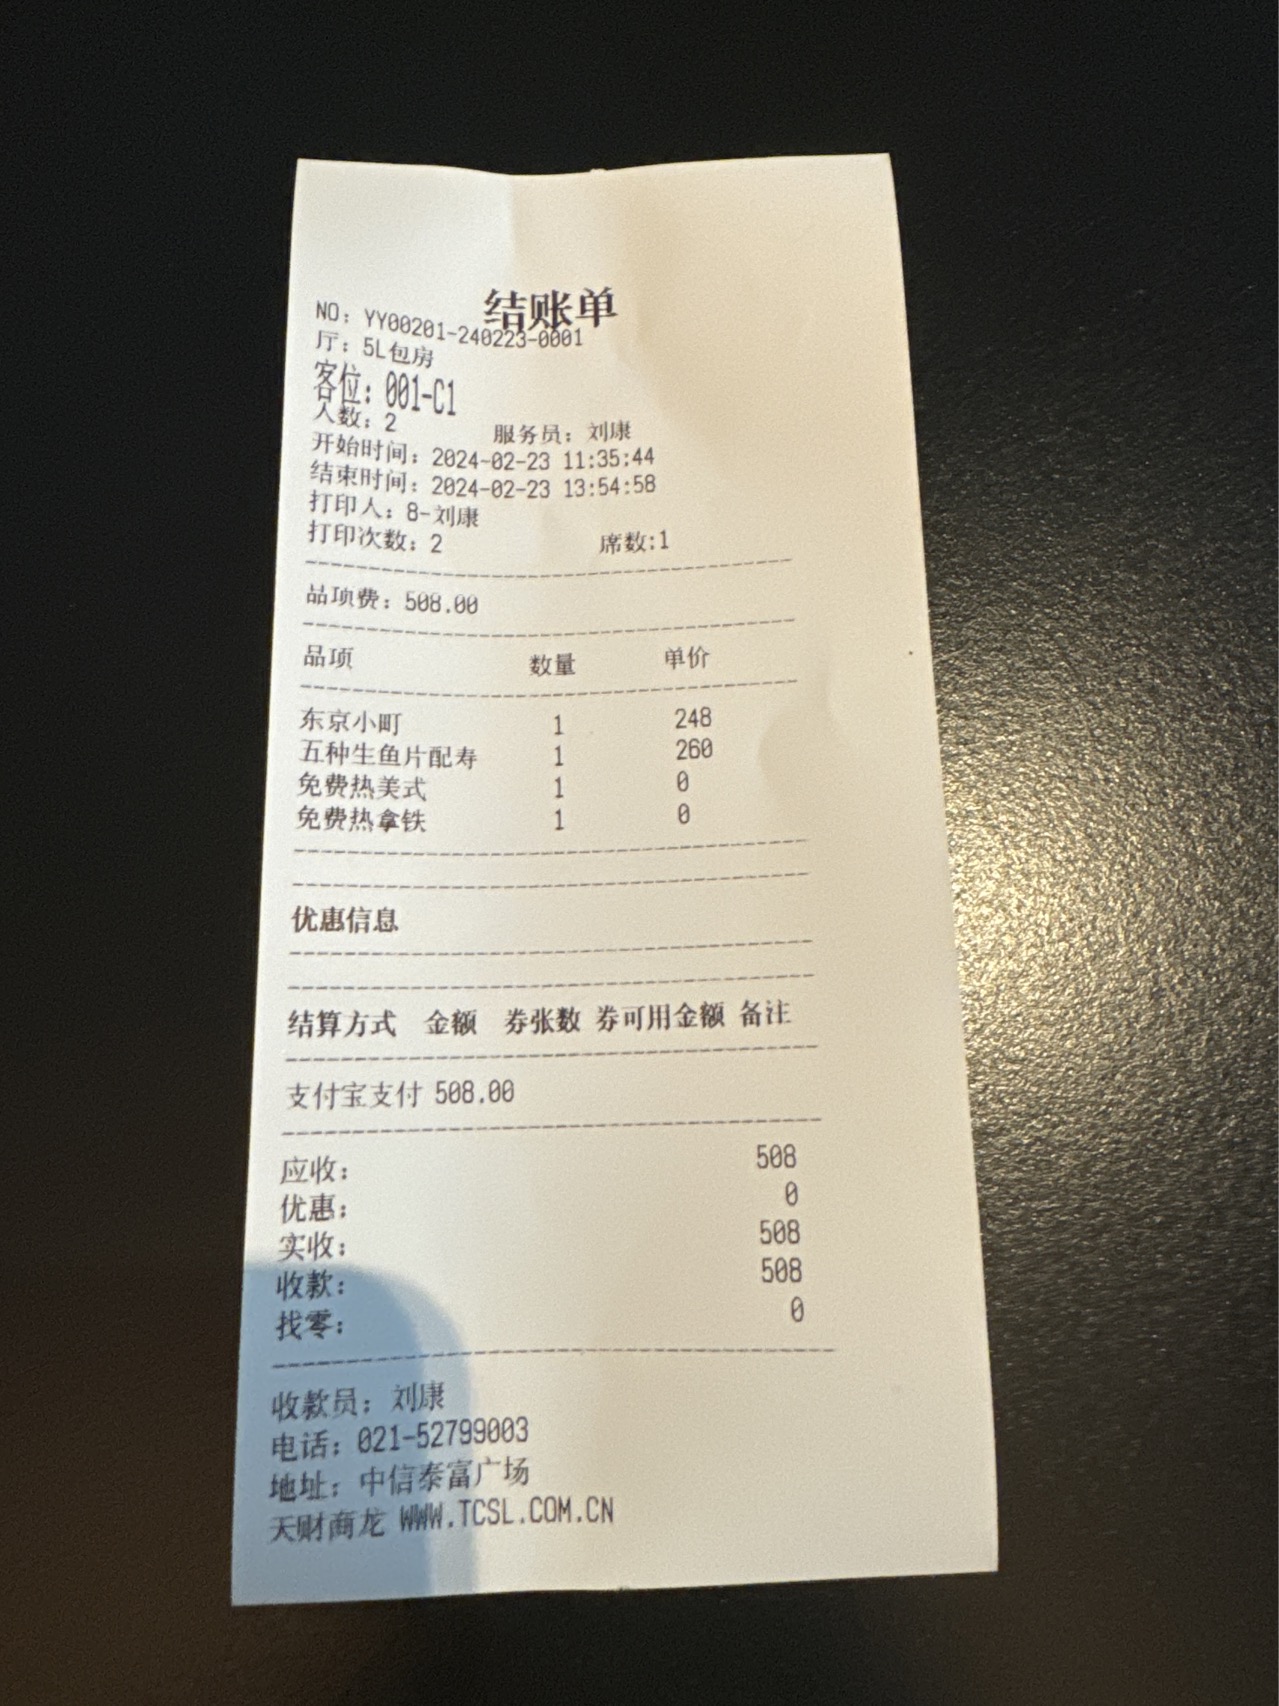 结账单
NO: YY00201-240223-0001
厅: 5L包房
客位: 001-C1
人数: 2 服务员: 刘康
开始时间: 2024-02-23 11:35:44
结束时间: 2024-02-23 13:54:58
打印人: 8-刘康
打印次数: 2 席数:1
品项费: 508.00
品项 数量 单价
东京小町 1 248
五种生鱼片配寿 1 260
免费热美式 1 0
免费热拿铁 1 0
优惠信息
结算方式 金额 券张数 券可用金额 备注
支付宝支付 508.00
应收: 508
优惠: 0
实收: 508
收款: 508
找零: 0
收款员: 刘康
电话: 021-52799003
地址: 中信泰富广场
天财商龙 WWW.TCSL.COM.CN